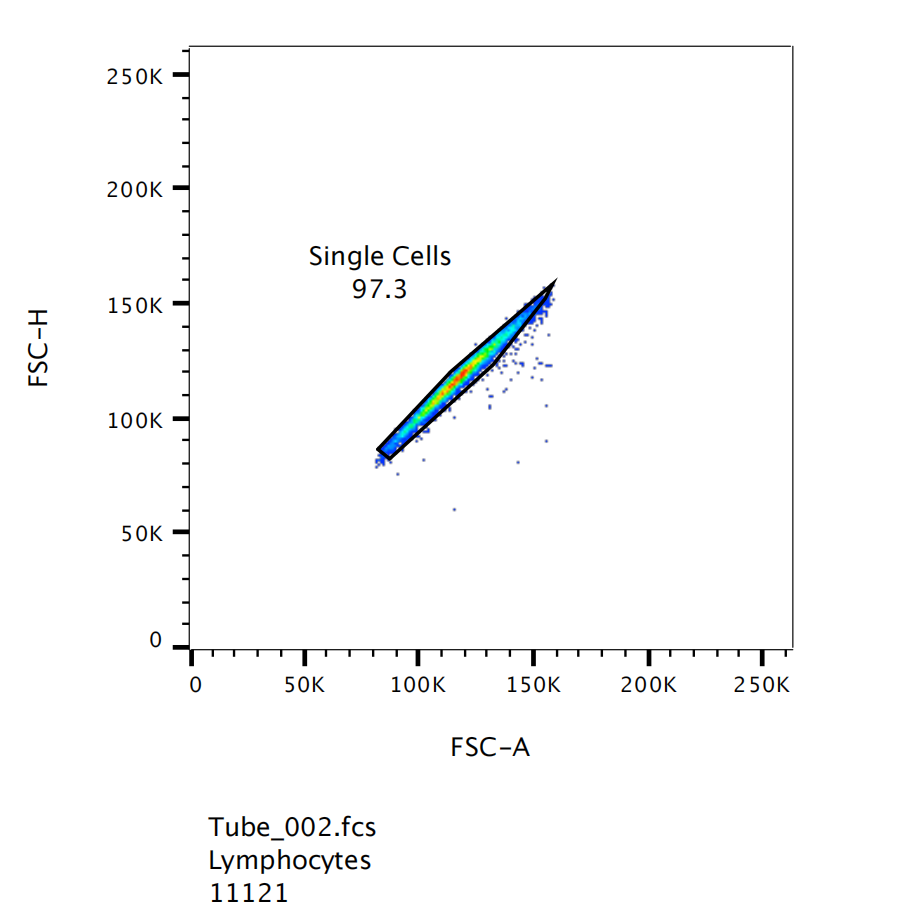 250K
200K
Single Cells
97.3
150K
FSC-H
100K
50K
0
0 50K 100K 150K 200K 250K
FSC-A
Tube_002.fcs
Lymphocytes
11121